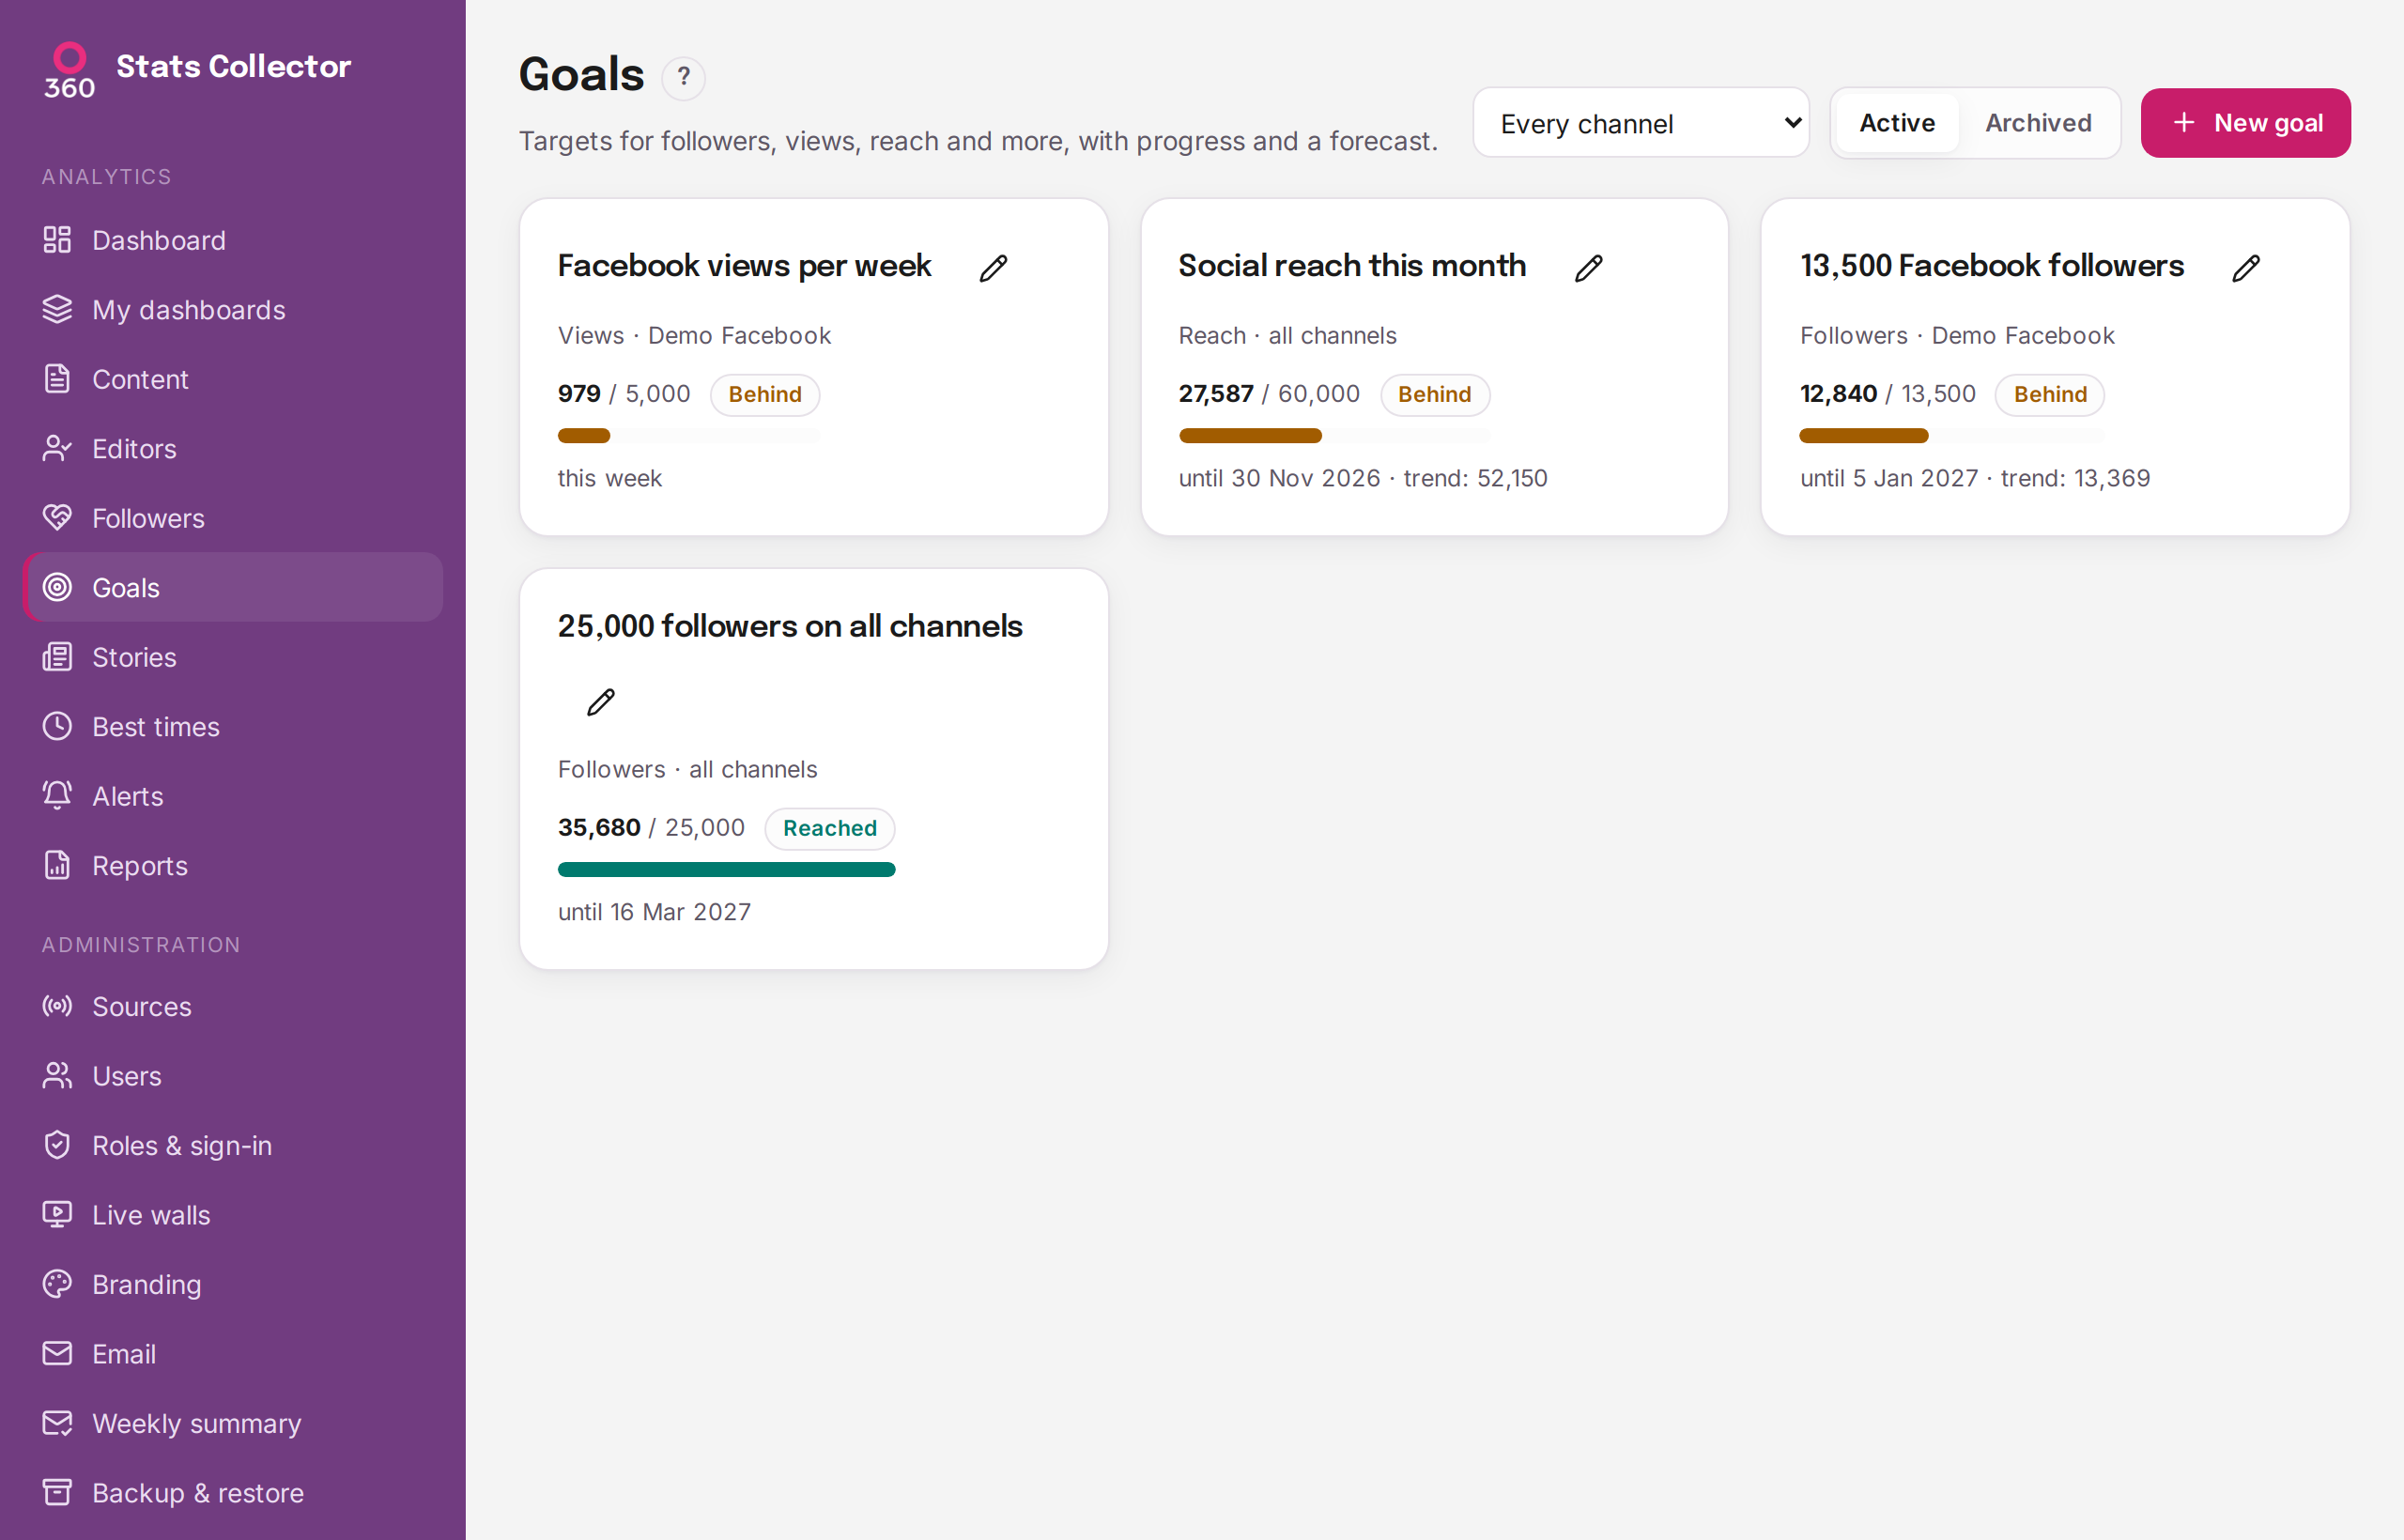 360
Stats Collector
ANALYTICS
Dashboard
My dashboards
Content
Editors
Followers
Goals
Stories
Best times
Alerts
Reports
ADMINISTRATION
Sources
Users
Roles & sign-in
Live walls
Branding
Email
Weekly summary
Backup & restore
Goals ?
Targets for followers, views, reach and more, with progress and a forecast.
Every channel
Active Archived
+ New goal
Facebook views per week
Views · Demo Facebook
979 / 5,000 Behind
this week
Social reach this month
Reach · all channels
27,587 / 60,000 Behind
until 30 Nov 2026 · trend: 52,150
13,500 Facebook followers
Followers · Demo Facebook
12,840 / 13,500 Behind
until 5 Jan 2027 · trend: 13,369
25,000 followers on all channels
Followers · all channels
35,680 / 25,000 Reached
until 16 Mar 2027